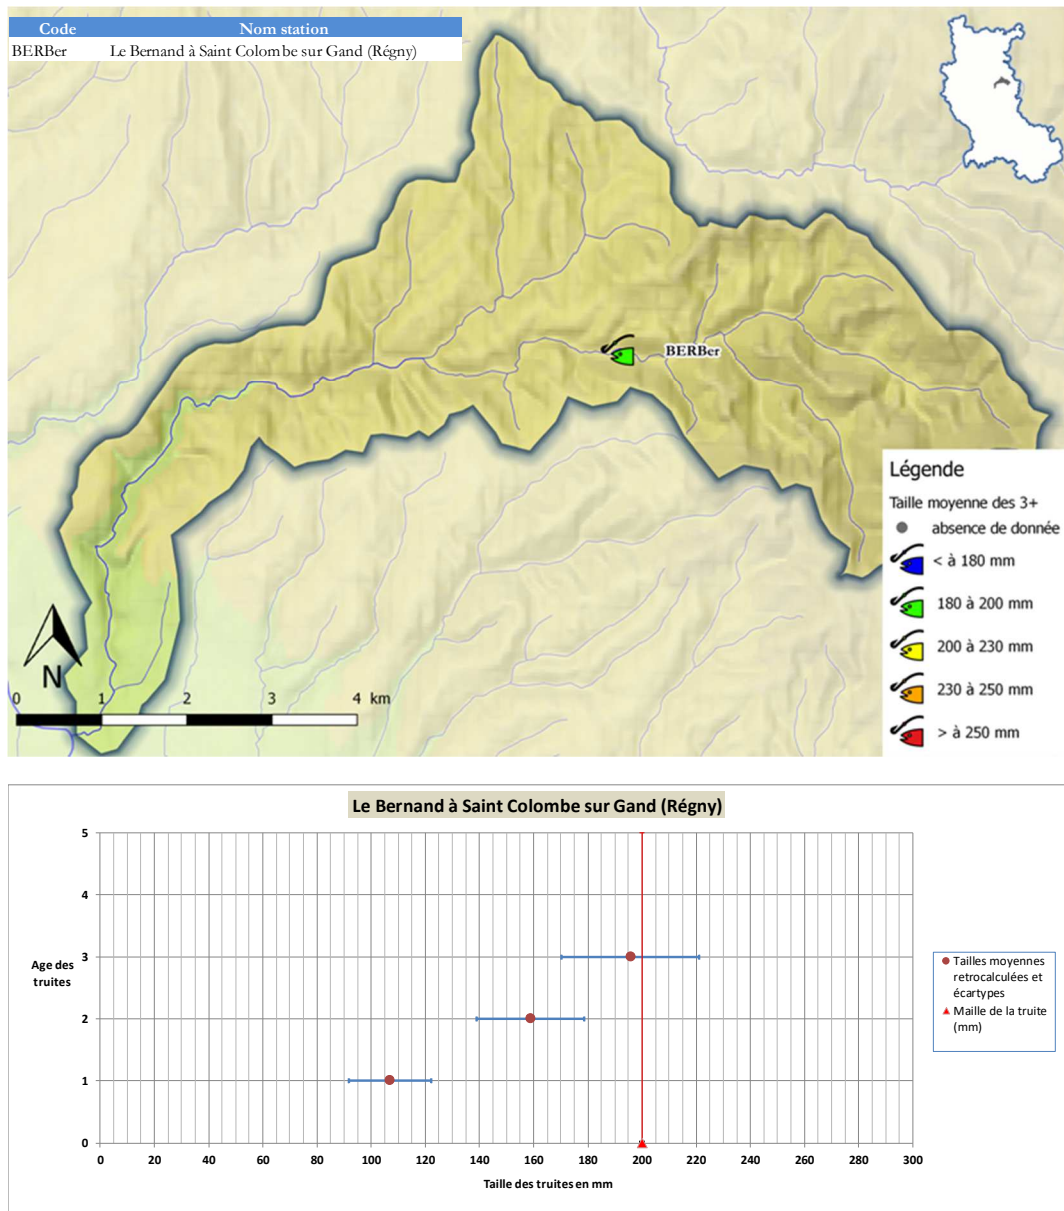 Code Nom station
BERBer Le Bernand à Saint Colombe sur Gand (Régny)
BERBer
Légende
Taille moyenne des 3+
absence de donnée
< à 180 mm
180 à 200 mm
200 à 230 mm
230 à 250 mm
> à 250 mm
N
0 1 2 3 4 km
Le Bernand à Saint Colombe sur Gand (Régny)
5
4
3
2
1
0
Age des
truites
0 20 40 60 80 100 120 140 160 180 200 220 240 260 280 300
Taille des truites en mm
Tailles moyennes
retrocalculées et
écartypes
Maille de la truite
(mm)